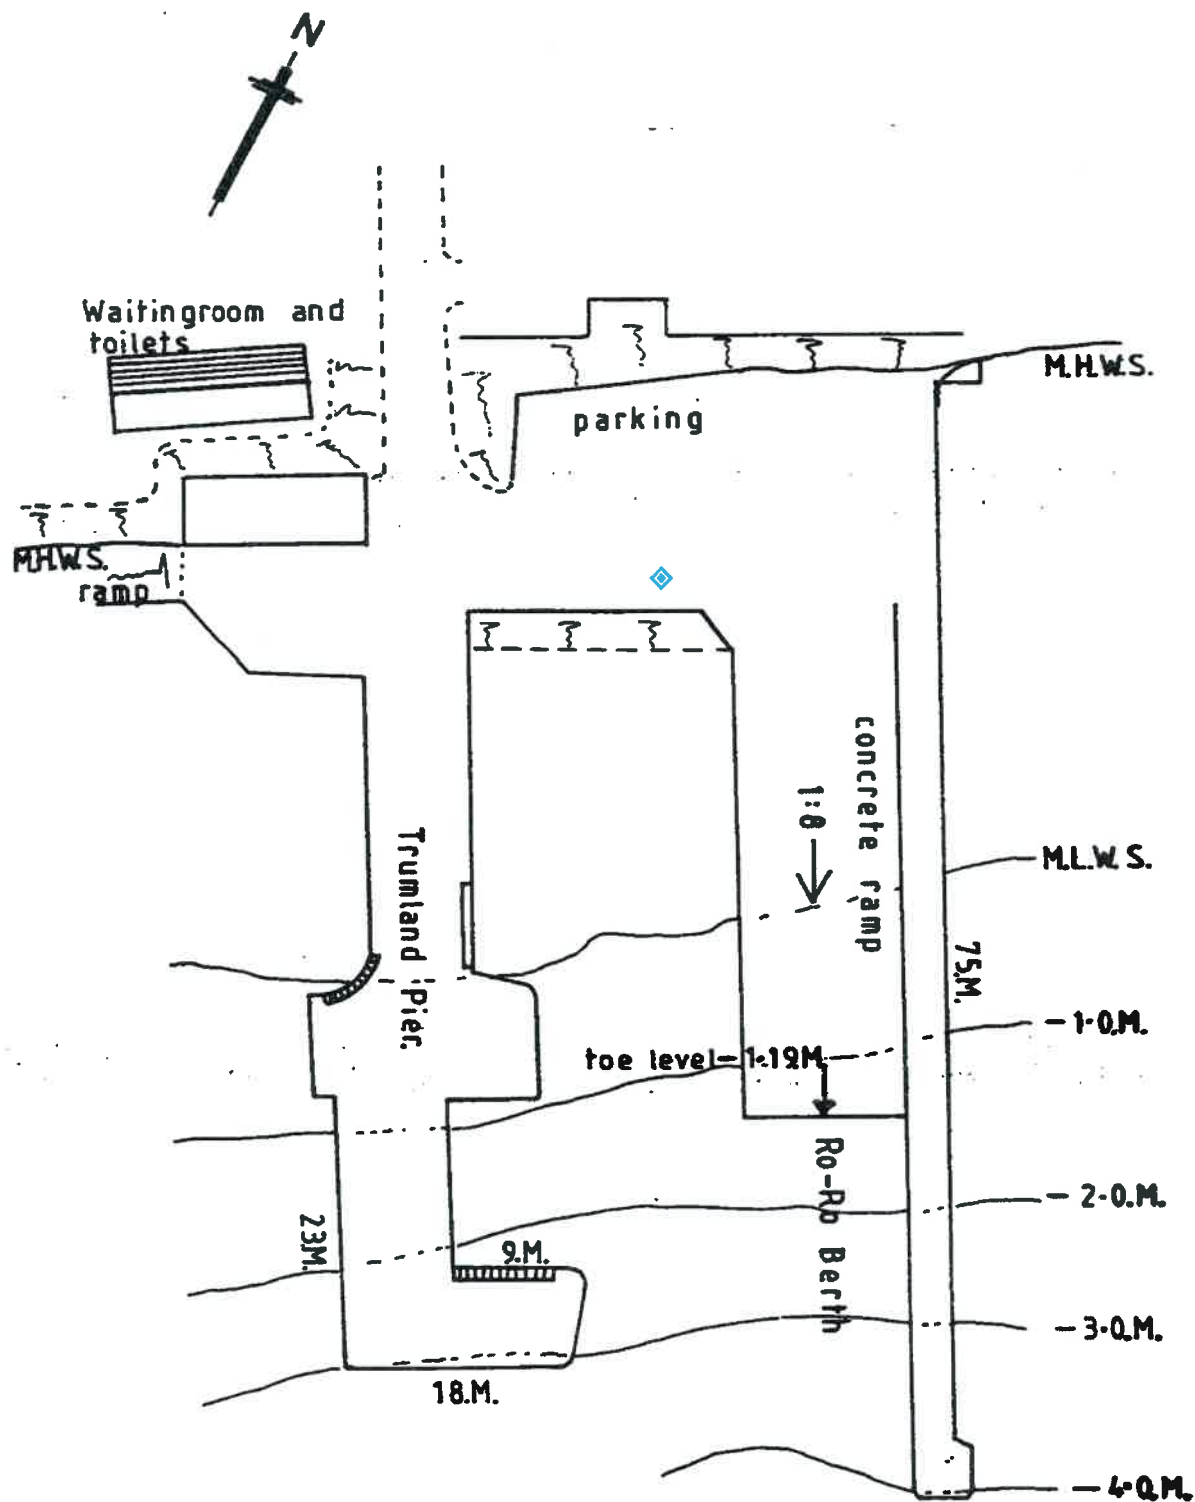 N
Waitingroom and
toilets
M.H.W.S.
parking
M.H.W.S.
ramp
concrete ramp
1:8
Trumland Pier.
M.L.W.S.
75.M.
-1·0.M.
toe level-1·19M.
Ro-Ro Berth
-2·0.M.
23.M.
9.M.
-3·0.M.
18.M.
-4·0.M.